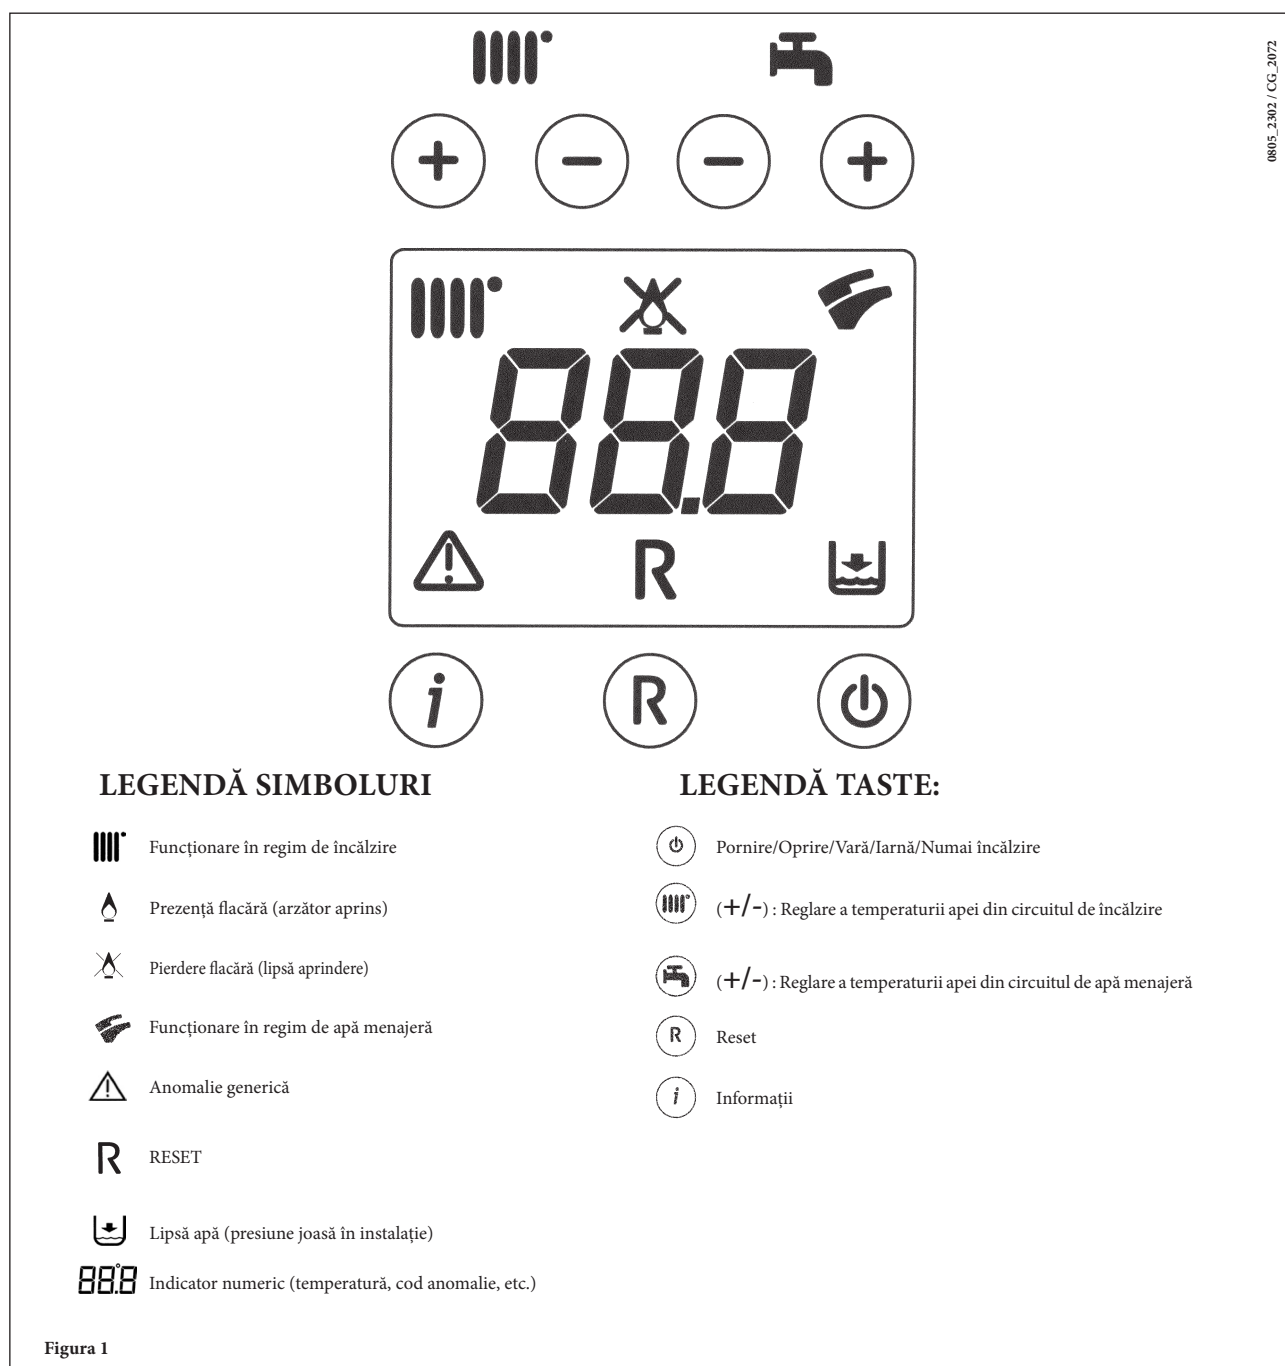 0805_2302 / CG_2072
+ - - +
88.8
R
i R
LEGENDĂ SIMBOLURI
Funcționare în regim de încălzire
Prezență flacără (arzător aprins)
Pierdere flacără (lipsă aprindere)
Funcționare în regim de apă menajeră
Anomalie generică
R RESET
Lipsă apă (presiune joasă în instalație)
88.8 Indicator numeric (temperatură, cod anomalie, etc.)
LEGENDĂ TASTE:
Pornire/Oprire/Vară/Iarnă/Numai încălzire
(+/-) : Reglare a temperaturii apei din circuitul de încălzire
(+/-) : Reglare a temperaturii apei din circuitul de apă menajeră
R Reset
i Informații
Figura 1